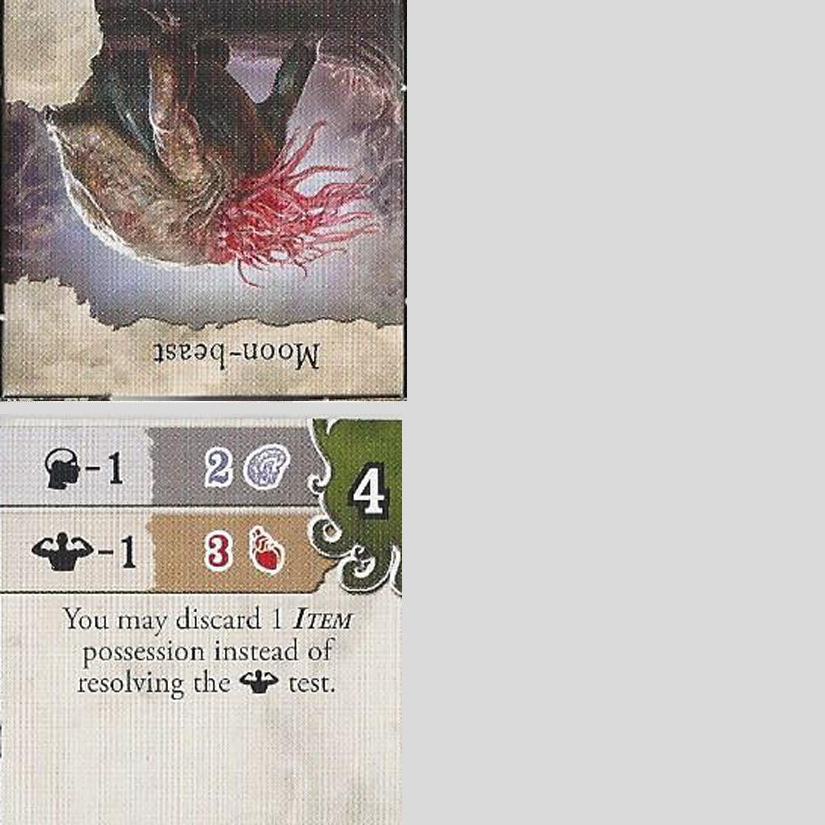 Moon-beast
-1 2 4
-1 3
You may discard 1 ITEM
possession instead of
resolving the test.